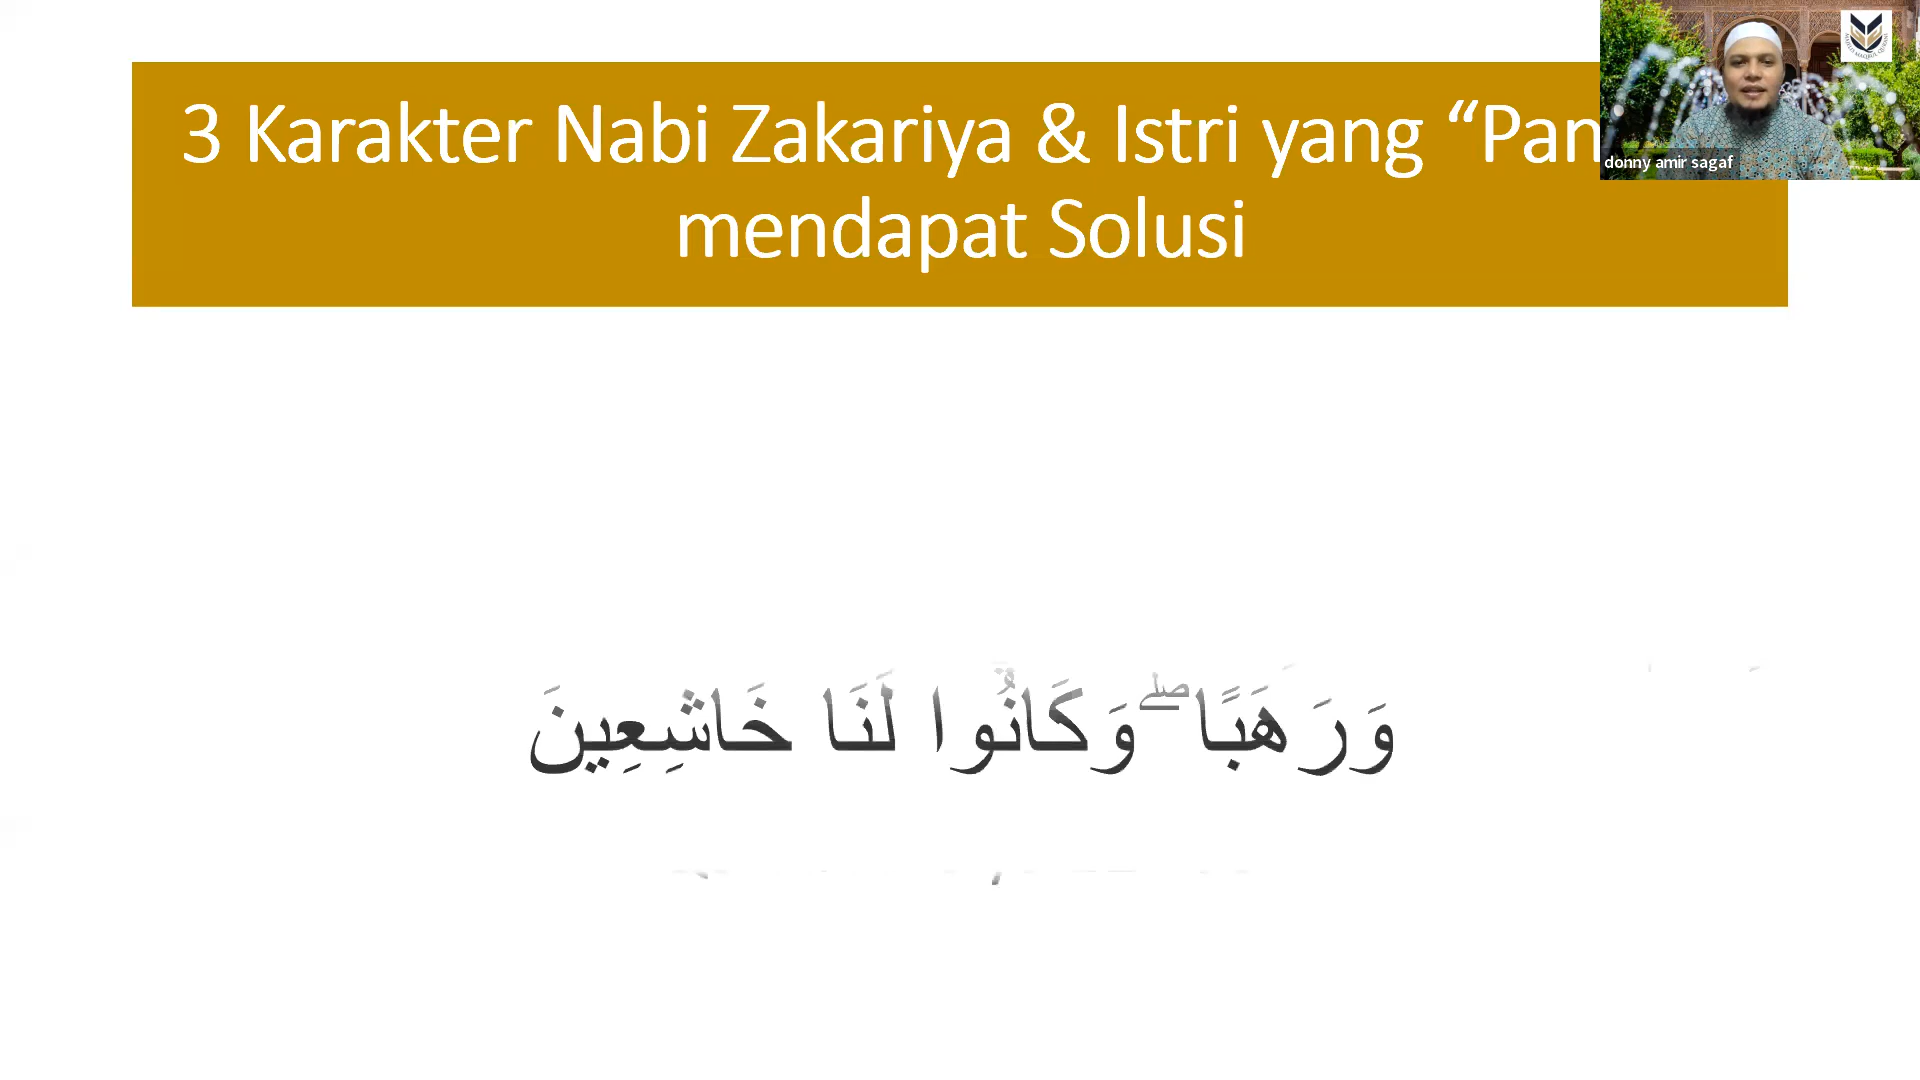 3 Karakter Nabi Zakariya & Istri yang “Pan
mendapat Solusi
donny amir sagaf
وَرَهَبًا ۖ وَكَانُوا لَنَا خَاشِعِينَ